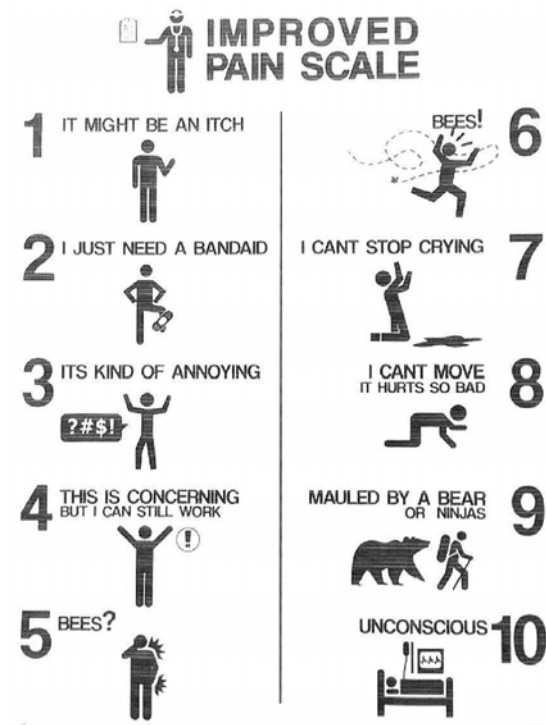 IMPROVED
PAIN SCALE
1 IT MIGHT BE AN ITCH
2 I JUST NEED A BANDAID
3 ITS KIND OF ANNOYING
?#$!
4 THIS IS CONCERNING
BUT I CAN STILL WORK
!
5 BEES?
BEES! 6
I CANT STOP CRYING 7
I CANT MOVE 8
IT HURTS SO BAD
MAULED BY A BEAR 9
OR NINJAS
UNCONSCIOUS 10